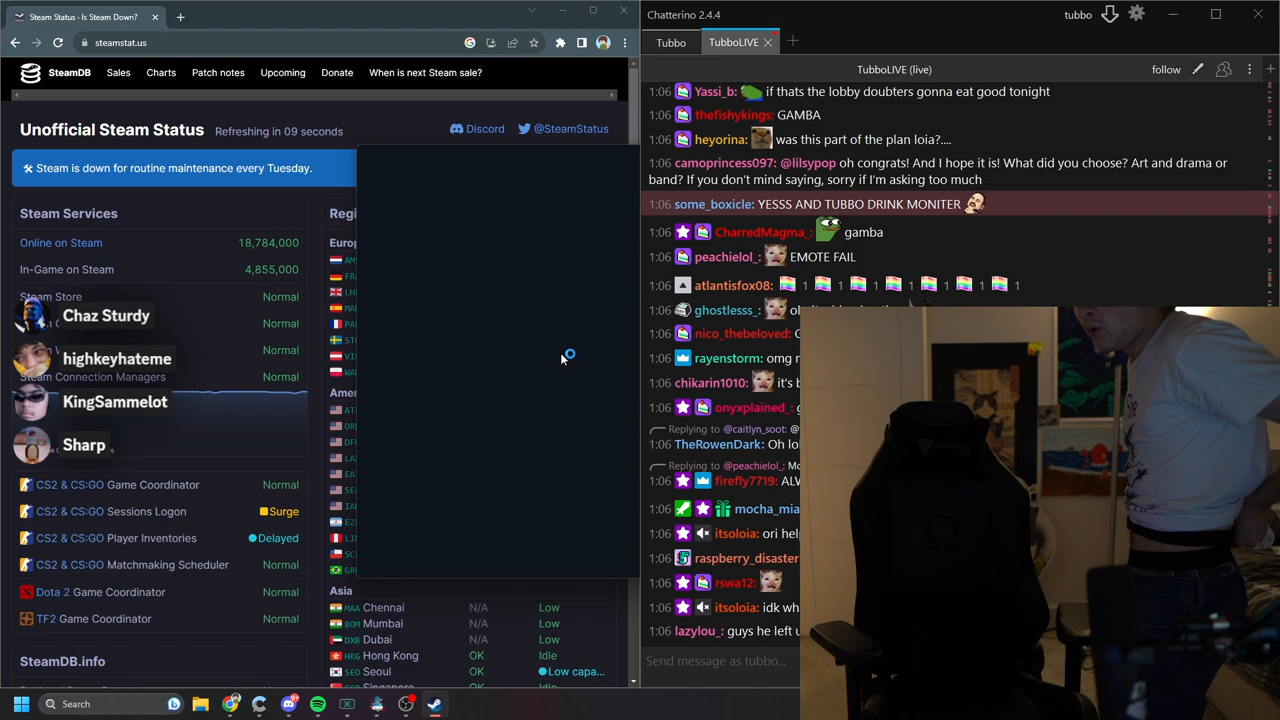 Steam Status · Is Steam Down?
steamstat.us
SteamDB
Sales
Charts
Patch notes
Upcoming
Donate
When is next Steam sale?
Unofficial Steam Status
Refreshing in 09 seconds
Discord
@SteamStatus
Steam is down for routine maintenance every Tuesday.
Steam Services
Online on Steam 18,784,000
In-Game on Steam 4,855,000
Steam Store Normal
Normal
Normal
Steam Connection Managers Normal
Chaz Sturdy
highkeyhateme
KingSammelot
Sharp
CS2 & CS:GO Game Coordinator Normal
CS2 & CS:GO Sessions Logon Surge
CS2 & CS:GO Player Inventories Delayed
CS2 & CS:GO Matchmaking Scheduler Normal
Dota 2 Game Coordinator Normal
TF2 Game Coordinator Normal
SteamDB.info
Asia
MAA Chennai N/A Low
BOM Mumbai N/A Low
DXB Dubai N/A Low
HKG Hong Kong OK Idle
SEO Seoul OK Low capa...
Search
Chatterino 2.4.4
tubbo
Tubbo
TubboLIVE
TubboLIVE (live)
follow
1:06 Yassi_b: if thats the lobby doubters gonna eat good tonight
1:06 thefishykings: GAMBA
1:06 heyorina: was this part of the plan loia?....
1:06 camoprincess097: @lilsypop oh congrats! And I hope it is! What did you choose? Art and drama or
band? If you don't mind saying, sorry if I'm asking too much
1:06 some_boxicle: YESSS AND TUBBO DRINK MONITER
1:06 CharredMagma_: gamba
1:06 peachielol_: EMOTE FAIL
1:06 atlantisfox08: 1 1 1 1 1 1 1
1:06 ghostlesss_:
1:06 nico_thebeloved:
1:06 rayenstorm: omg
1:06 chikarin1010: it's
1:06 onyxplained_:
Replying to @caitlyn_soot:
1:06 TheRowenDark: Oh
Replying to @peachielol_:
1:06 firefly7719:
1:06 mocha_mia
1:06 itsoloia: ori
1:06 raspberry_disaster
1:06 rswa12:
1:06 itsoloia: idk
1:06 lazylou_: guys he left
Send message as tubbo...